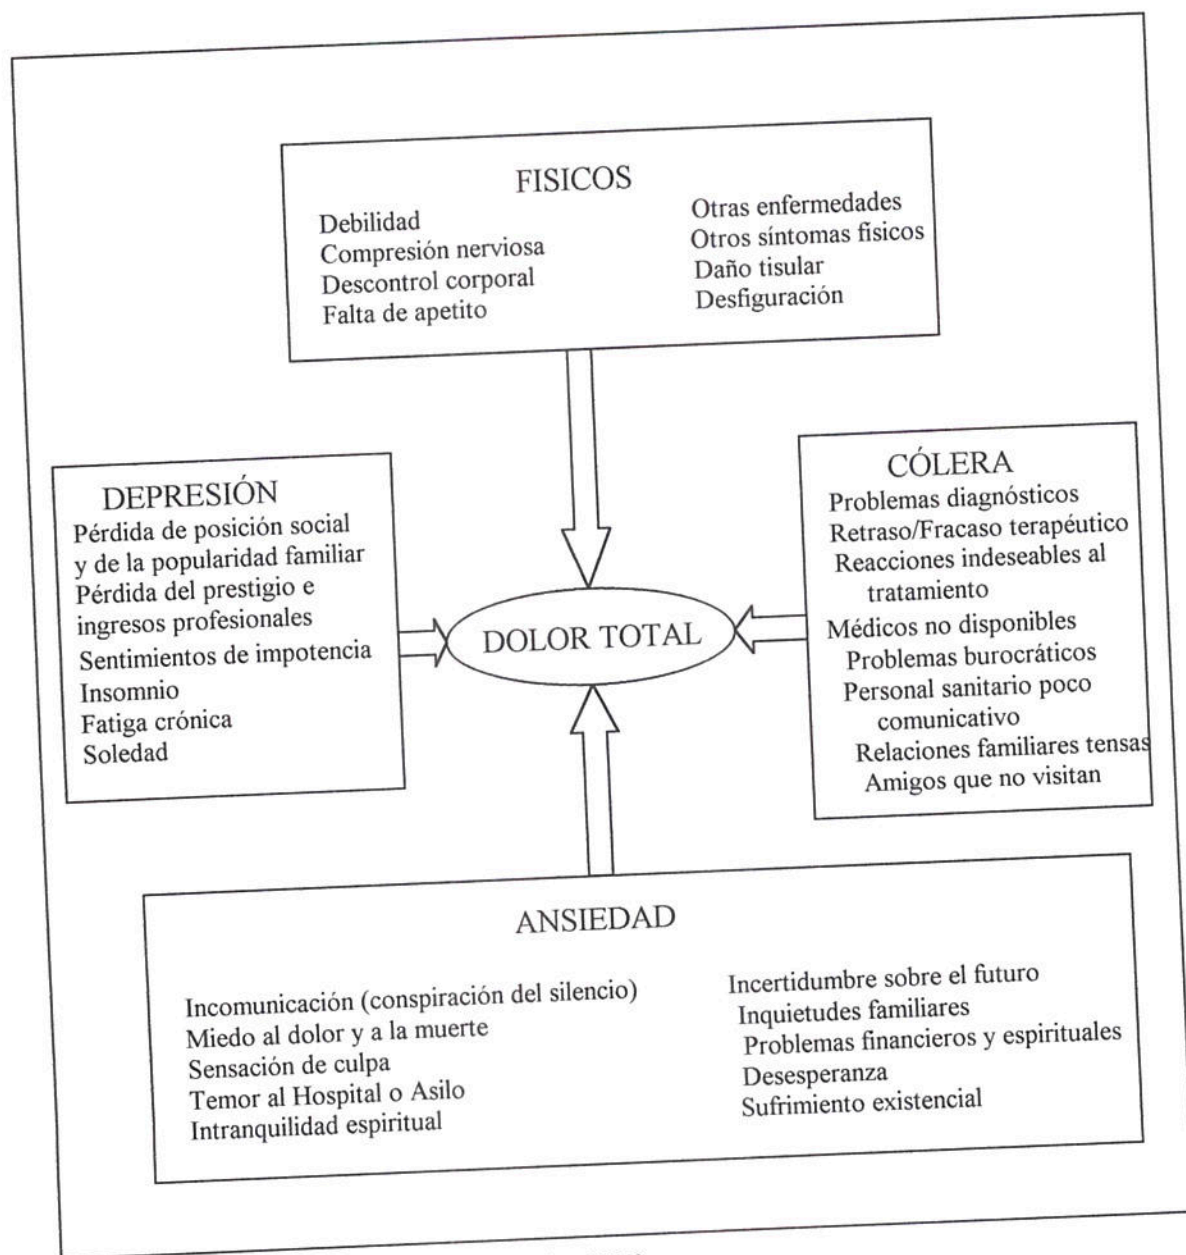 FISICOS
Debilidad
Compresión nerviosa
Descontrol corporal
Falta de apetito
Otras enfermedades
Otros síntomas físicos
Daño tisular
Desfiguración
DEPRESIÓN
Pérdida de posición social
y de la popularidad familiar
Pérdida del prestigio e
ingresos profesionales
Sentimientos de impotencia
Insomnio
Fatiga crónica
Soledad
DOLOR TOTAL
CÓLERA
Problemas diagnósticos
Retraso/Fracaso terapéutico
Reacciones indeseables al
tratamiento
Médicos no disponibles
Problemas burocráticos
Personal sanitario poco
comunicativo
Relaciones familiares tensas
Amigos que no visitan
ANSIEDAD
Incomunicación (conspiración del silencio)
Miedo al dolor y a la muerte
Sensación de culpa
Temor al Hospital o Asilo
Intranquilidad espiritual
Incertidumbre sobre el futuro
Inquietudes familiares
Problemas financieros y espirituales
Desesperanza
Sufrimiento existencial